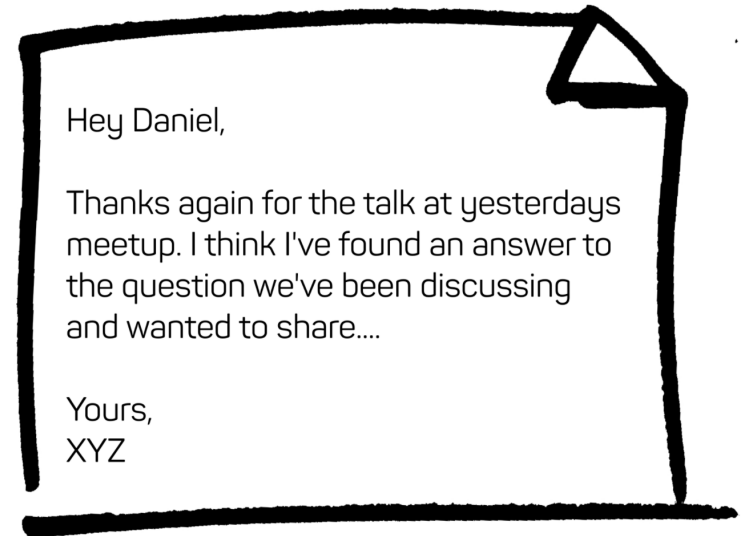 Hey Daniel,
Thanks again for the talk at yesterdays
meetup. I think I've found an answer to
the question we've been discussing
and wanted to share....
Yours,
XYZ